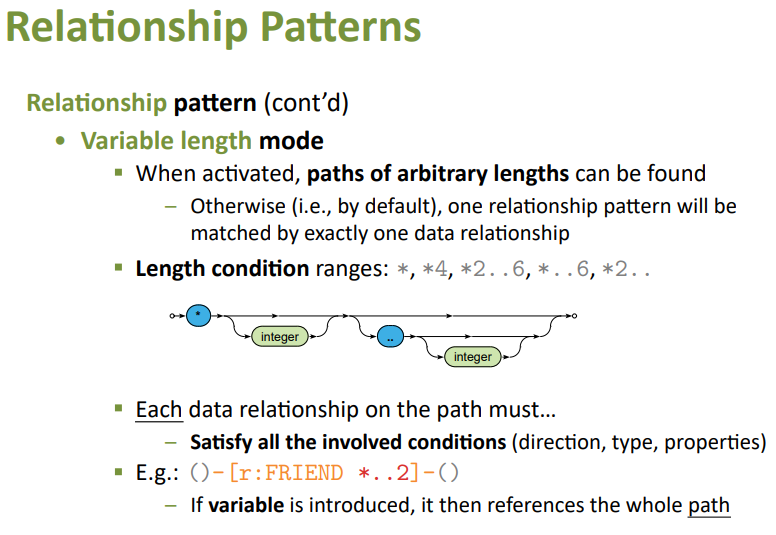 Relationship Patterns
Relationship pattern (cont’d)
• Variable length mode
▪ When activated, paths of arbitrary lengths can be found
– Otherwise (i.e., by default), one relationship pattern will be
matched by exactly one data relationship
▪ Length condition ranges: *, *4, *2..6, *..6, *2..
*
integer
..
integer
▪ Each data relationship on the path must…
– Satisfy all the involved conditions (direction, type, properties)
▪ E.g.: ()-[r:FRIEND *..2]-()
– If variable is introduced, it then references the whole path